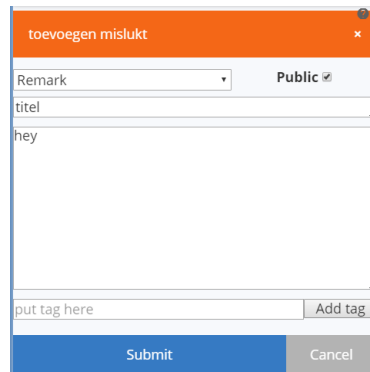 ?
toevoegen mislukt ×
Remark Public
titel
hey
put tag here Add tag
Submit Cancel